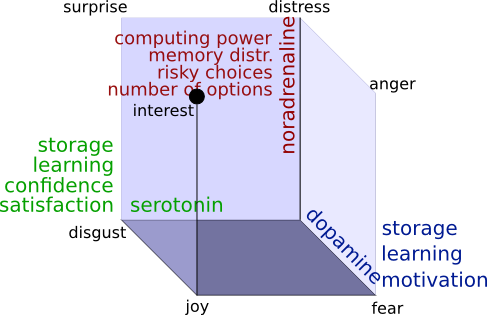 surprise
distress
computing power
memory distr.
risky choices
number of options
noradrenaline
anger
interest
storage
learning
confidence
satisfaction
serotonin
disgust
dopamine
storage
learning
motivation
joy
fear